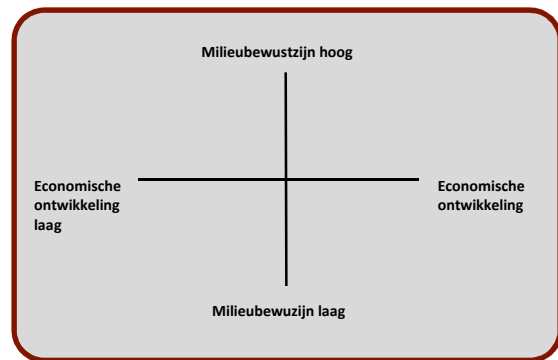 Milieubewustzijn hoog
Economische
ontwikkeling
laag
Economische
ontwikkeling
Milieubewuzijn laag